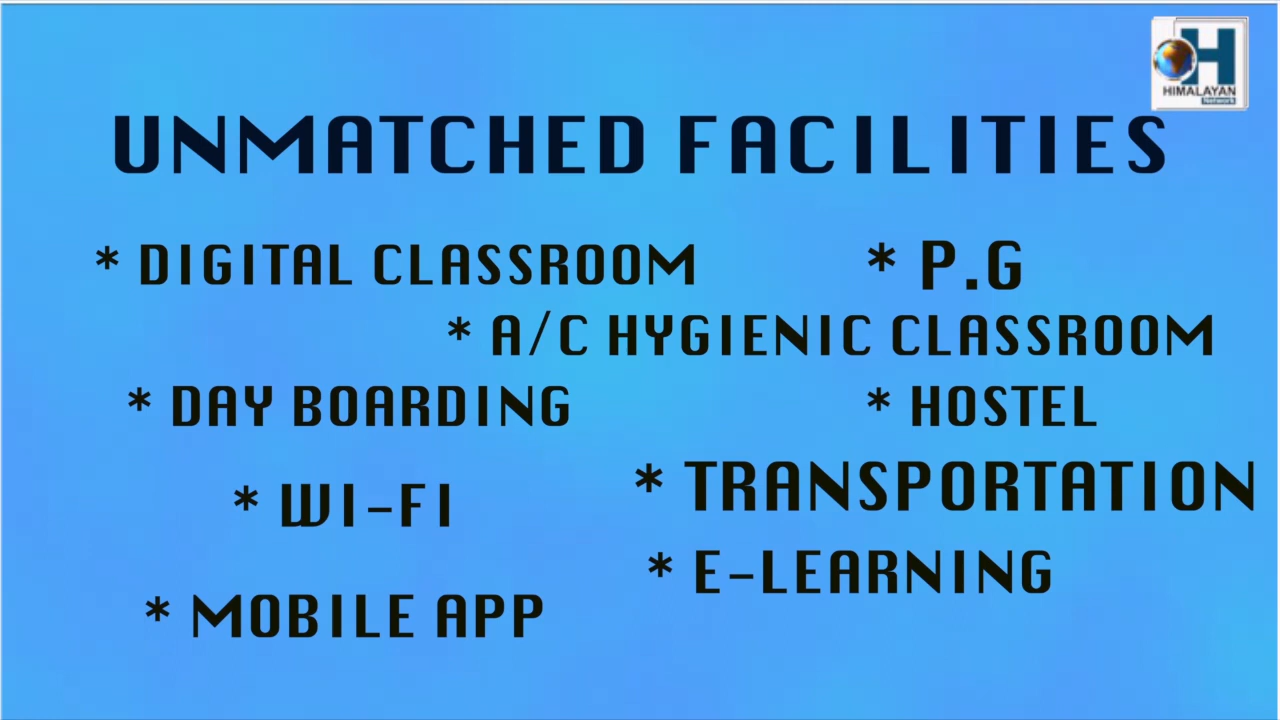 HIMALAYAN
Network
UNMATCHED FACILITIES
* DIGITAL CLASSROOM
* P.G
* A/C HYGIENIC CLASSROOM
* DAY BOARDING
* HOSTEL
* WI-FI
* TRANSPORTATION
* E-LEARNING
* MOBILE APP